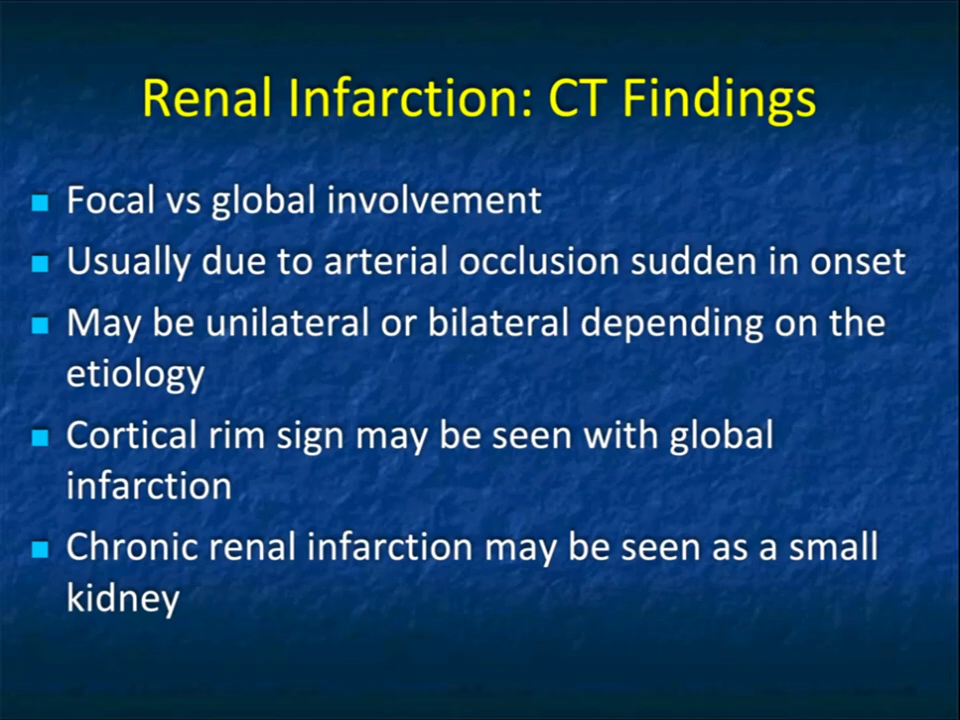 Renal Infarction: CT Findings
Focal vs global involvement
Usually due to arterial occlusion sudden in onset
May be unilateral or bilateral depending on the
etiology
Cortical rim sign may be seen with global
infarction
Chronic renal infarction may be seen as a small
kidney